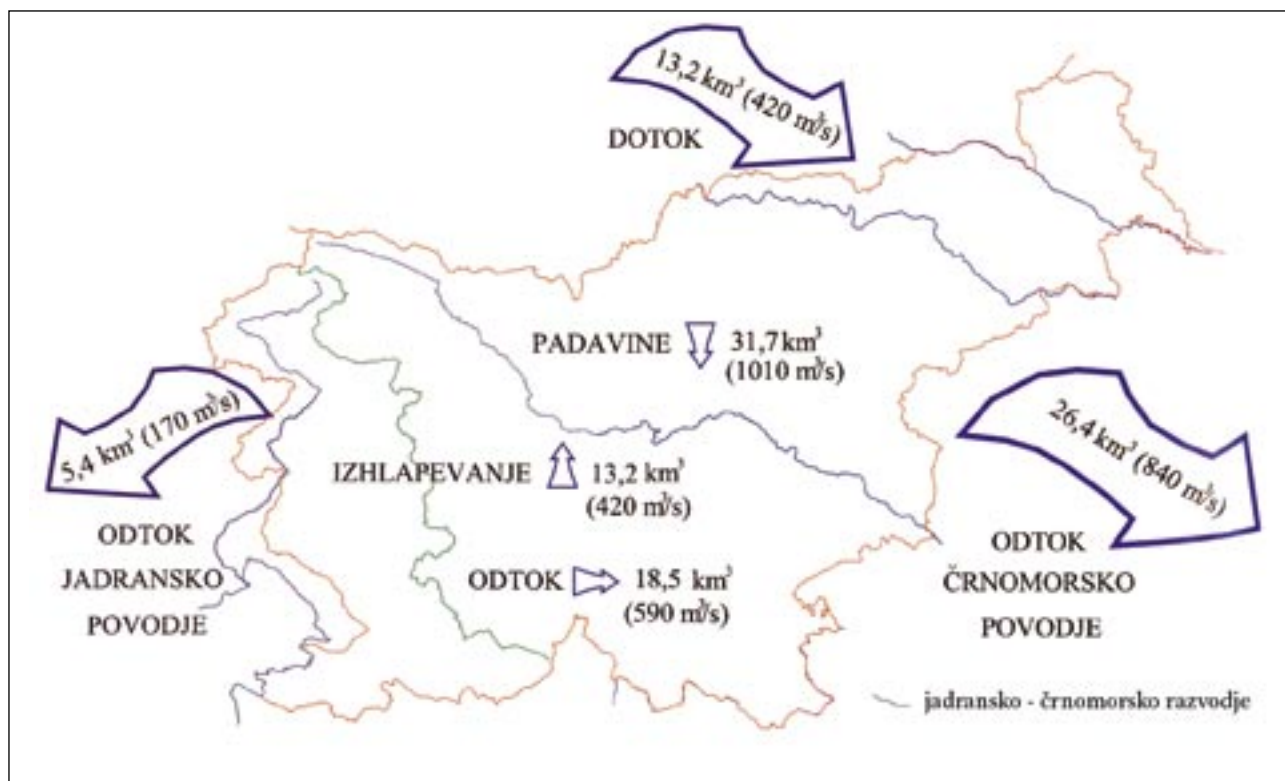 13,2 km³ (420 m³/s)
DOTOK
PADAVINE
31,7 km³
(1010 m³/s)
5,4 km³ (170 m³/s)
26,4 km³ (840 m³/s)
IZHLAPEVANJE
13,2 km³
(420 m³/s)
ODTOK
JADRANSKO
POVODJE
ODTOK
18,5 km³
(590 m³/s)
ODTOK
ČRNOMORSKO
POVODJE
jadransko - črnomorsko razvodje